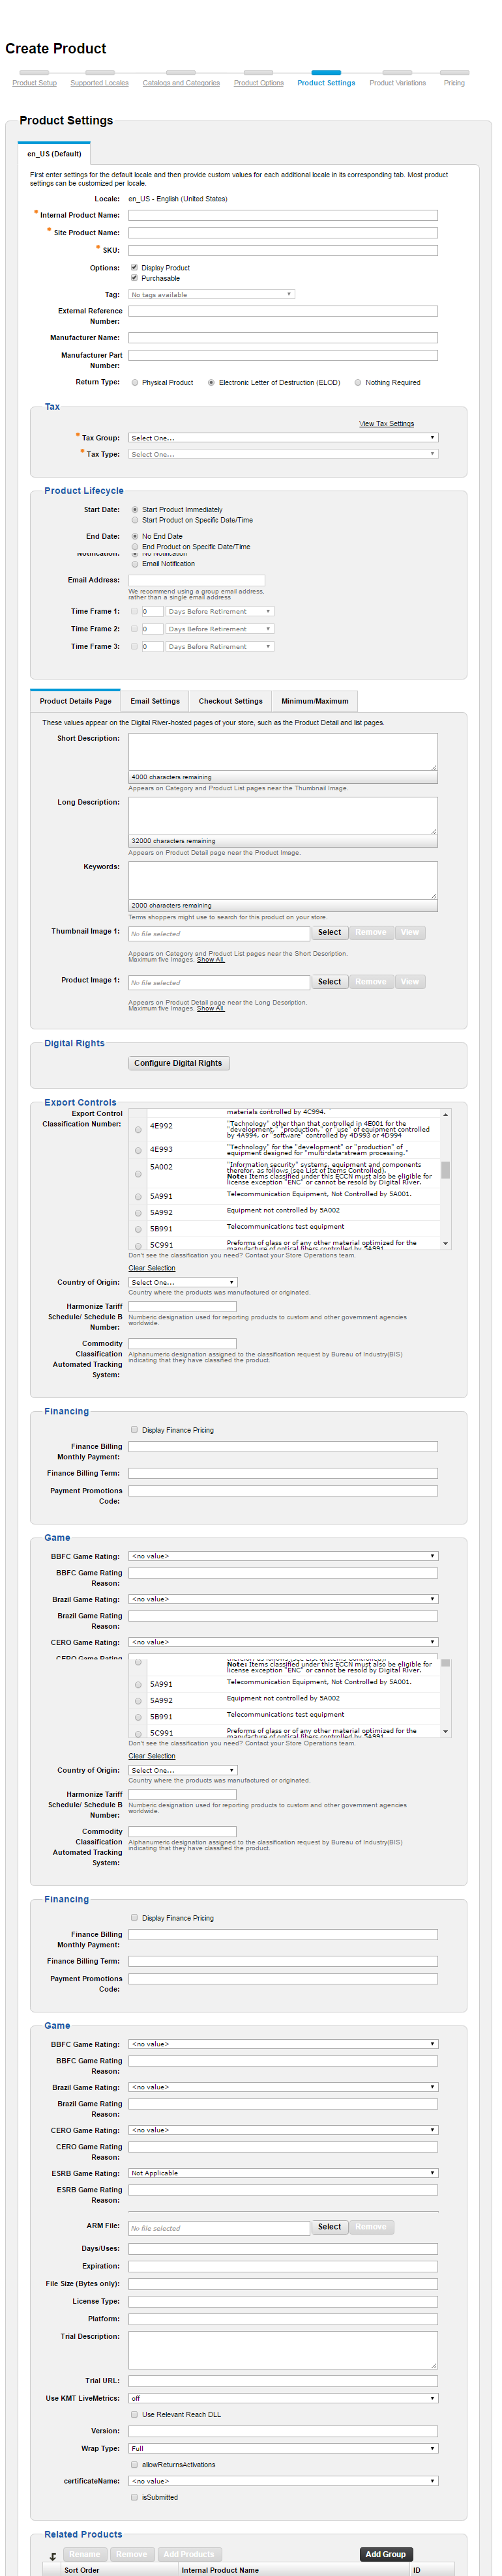 Create Product
Product Setup
Supported Locales
Catalogs and Categories
Product Options
Product Settings
Product Variations
Pricing
Product Settings
en_US (Default)
First enter settings for the default locale and then provide custom values for each additional locale in its corresponding tab. Most product
settings can be customized per locale.
Locale: en_US - English (United States)
* Internal Product Name:
* Site Product Name:
* SKU:
Options: Display Product
Purchasable
Tag: No tags available
External Reference
Number:
Manufacturer Name:
Manufacturer Part
Number:
Return Type: Physical Product Electronic Letter of Destruction (ELOD) Nothing Required
Tax
View Tax Settings
* Tax Group: Select One...
* Tax Type: Select One...
Product Lifecycle
Start Date: Start Product Immediately
Start Product on Specific Date/Time
End Date: No End Date
End Product on Specific Date/Time
Notification: No Notification
Email Notification
Email Address:
We recommend using a group email address,
rather than a single email address
Time Frame 1: 0 Days Before Retirement
Time Frame 2: 0 Days Before Retirement
Time Frame 3: 0 Days Before Retirement
Product Details Page
Email Settings
Checkout Settings
Minimum/Maximum
These values appear on the Digital River-hosted pages of your store, such as the Product Detail and list pages.
Short Description:
4000 characters remaining
Appears on Category and Product List pages near the Thumbnail Image.
Long Description:
32000 characters remaining
Appears on Product Detail page near the Product Image.
Keywords:
2000 characters remaining
Terms shoppers might use to search for this product on your store.
Thumbnail Image 1: No file selected Select Remove View
Appears on Category and Product List pages near the Short Description.
Maximum five Images. Show All.
Product Image 1: No file selected Select Remove View
Appears on Product Detail page near the Long Description.
Maximum five Images. Show All.
Digital Rights
Configure Digital Rights
Export Controls
Export Control
Classification Number:
materials controlled by 4C994.
4E992 "Technology" other than that controlled in 4E001 for the
"development," "production," or "use" of equipment controlled
by 4A994, or "software" controlled by 4D993 or 4D994
4E993 "Technology" for the "development" or "production" of
equipment designed for "multi-data-stream processing."
5A002 "Information security" systems, equipment and components
therefor, as follows (see List of Items Controlled).
Note: Items classified under this ECCN must also be eligible for
license exception "ENC" or cannot be resold by Digital River.
5A991 Telecommunication Equipment, Not Controlled by 5A001.
5A992 Equipment not controlled by 5A002
5B991 Telecommunications test equipment
5C991 Preforms of glass or of any other material optimized for the
manufacture of optical fibers controlled by 5A991
Don't see the classification you need? Contact your Store Operations team.
Clear Selection
Country of Origin: Select One...
Country where the products was manufactured or originated.
Harmonize Tariff
Schedule/ Schedule B
Number:
Numberic designation used for reporting products to custom and other government agencies
worldwide.
Commodity
Classification
Automated Tracking
System:
Alphanumeric designation assigned to the classification request by Bureau of Industry(BIS)
indicating that they have classified the product.
Financing
Display Finance Pricing
Finance Billing
Monthly Payment:
Finance Billing Term:
Payment Promotions
Code:
Game
BBFC Game Rating: <no value>
BBFC Game Rating
Reason:
Brazil Game Rating: <no value>
Brazil Game Rating
Reason:
CERO Game Rating: <no value>
CERO Game Rating
therefor, as follows (see List of Items Controlled).
Note: Items classified under this ECCN must also be eligible for
license exception "ENC" or cannot be resold by Digital River.
5A991 Telecommunication Equipment, Not Controlled by 5A001.
5A992 Equipment not controlled by 5A002
5B991 Telecommunications test equipment
5C991 Preforms of glass or of any other material optimized for the
manufacture of optical fibers controlled by 5A991
Don't see the classification you need? Contact your Store Operations team.
Clear Selection
Country of Origin: Select One...
Country where the products was manufactured or originated.
Harmonize Tariff
Schedule/ Schedule B
Number:
Numberic designation used for reporting products to custom and other government agencies
worldwide.
Commodity
Classification
Automated Tracking
System:
Alphanumeric designation assigned to the classification request by Bureau of Industry(BIS)
indicating that they have classified the product.
Financing
Display Finance Pricing
Finance Billing
Monthly Payment:
Finance Billing Term:
Payment Promotions
Code:
Game
BBFC Game Rating: <no value>
BBFC Game Rating
Reason:
Brazil Game Rating: <no value>
Brazil Game Rating
Reason:
CERO Game Rating: <no value>
CERO Game Rating
Reason:
ESRB Game Rating: Not Applicable
ESRB Game Rating
Reason:
ARM File: No file selected Select Remove
Days/Uses:
Expiration:
File Size (Bytes only):
License Type:
Platform:
Trial Description:
Trial URL:
Use KMT LiveMetrics: off
Use Relevant Reach DLL
Version:
Wrap Type: Full
allowReturnsActivations
certificateName: <no value>
isSubmitted
Related Products
Rename Remove Add Products Add Group
Sort Order Internal Product Name ID